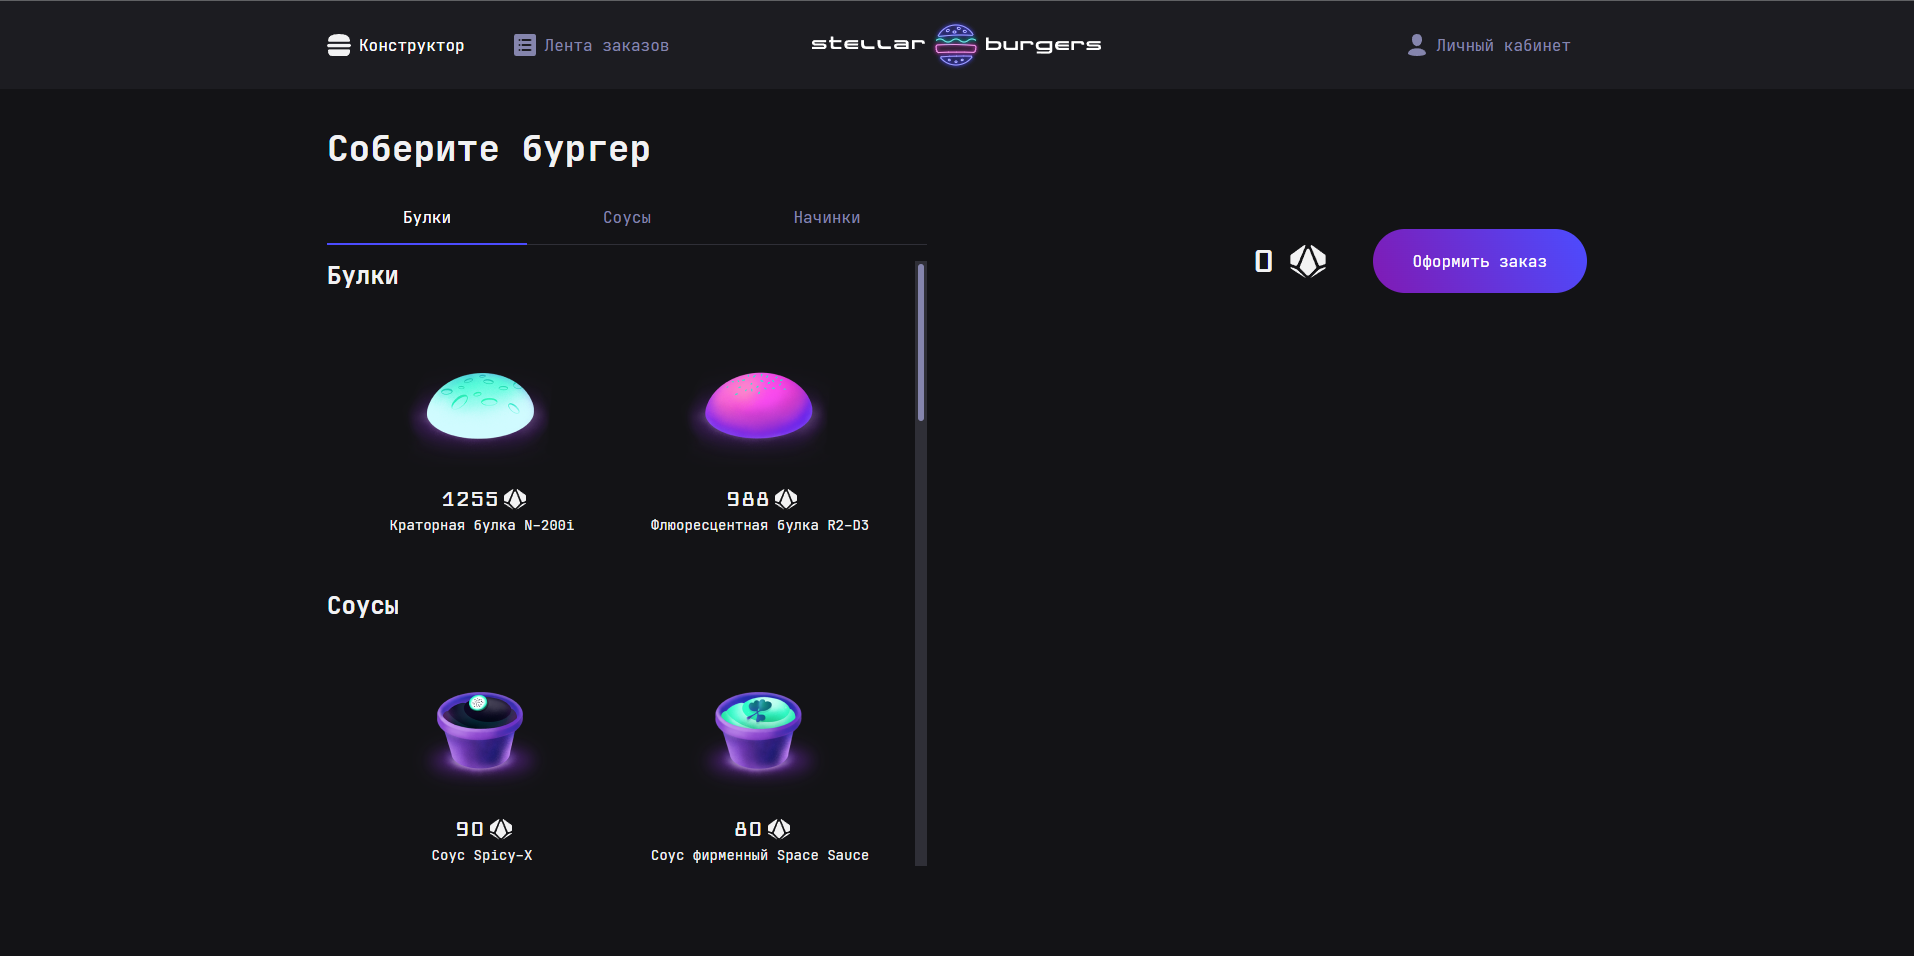 Конструктор
Лента заказов
stellar burgers
Личный кабинет
Соберите бургер
Булки
Соусы
Начинки
0
Оформить заказ
Булки
1255
Краторная булка N-200i
988
Флюоресцентная булка R2-D3
Соусы
90
Соус Spicy-X
80
Соус фирменный Space Sauce